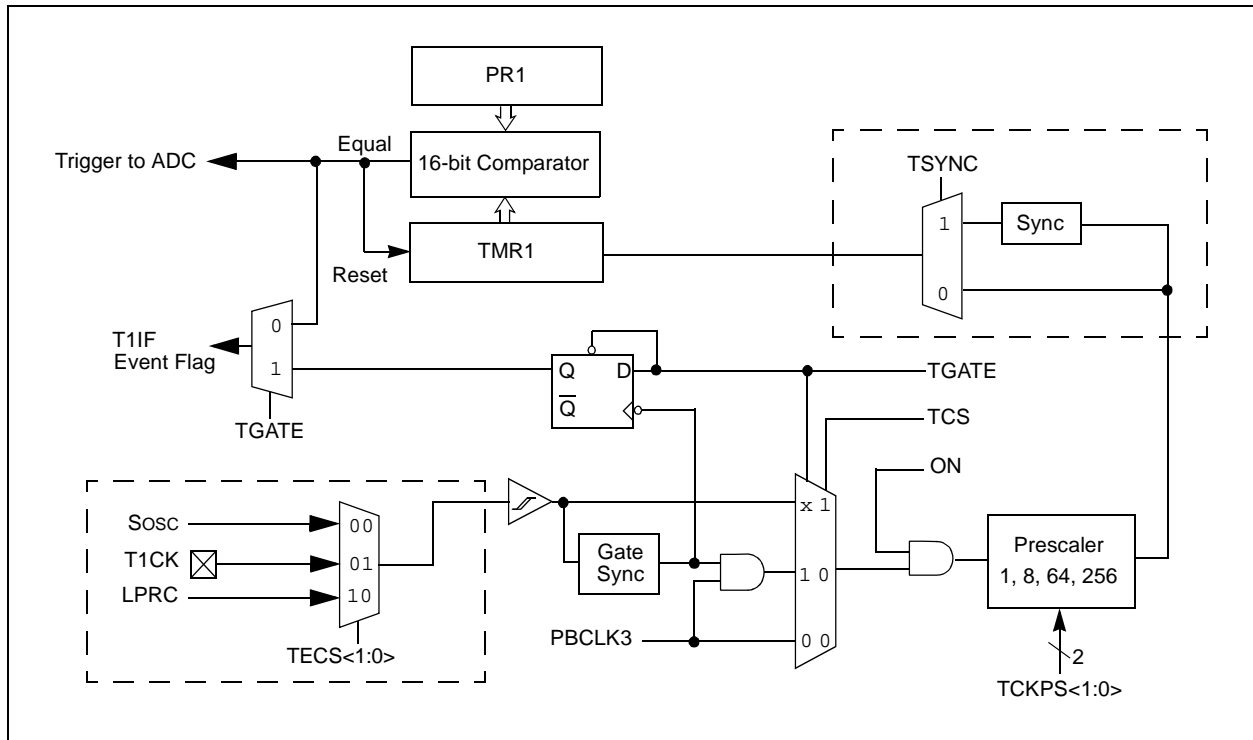 PR1
Equal
16-bit Comparator
Trigger to ADC
TSYNC
1
Sync
TMR1
Reset
0
0
T1IF
Event Flag
1
TGATE
Q
D
Q
TGATE
TCS
ON
x 1
SOSC
00
T1CK
01
LPRC
10
TECS<1:0>
Gate
Sync
1 0
PBCLK3
0 0
Prescaler
1, 8, 64, 256
2
TCKPS<1:0>